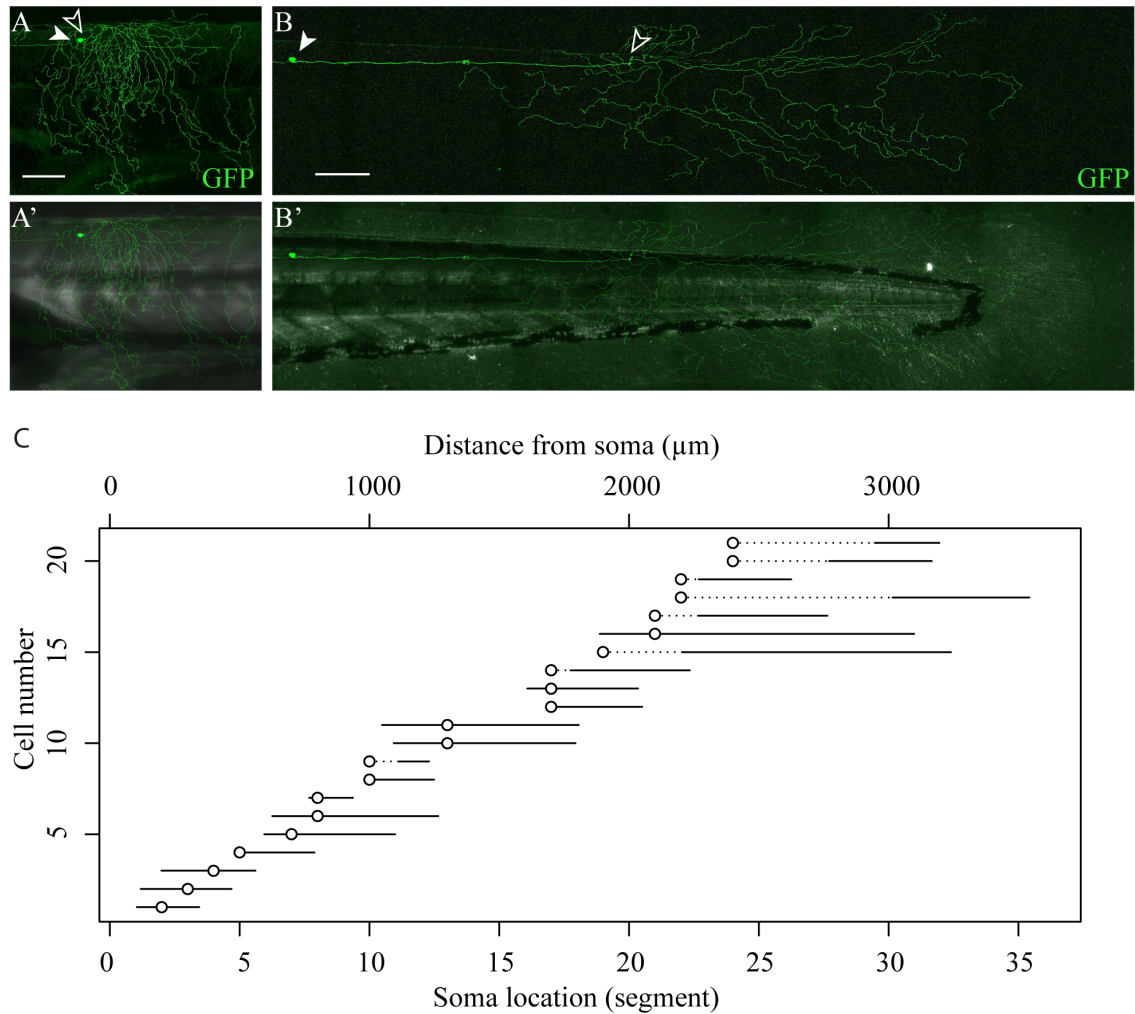 A
GFP
B
GFP
A'
B'
C
Distance from soma (µm)
0 1000 2000 3000
Cell number
20
15
10
5
0 5 10 15 20 25 30 35
Soma location (segment)